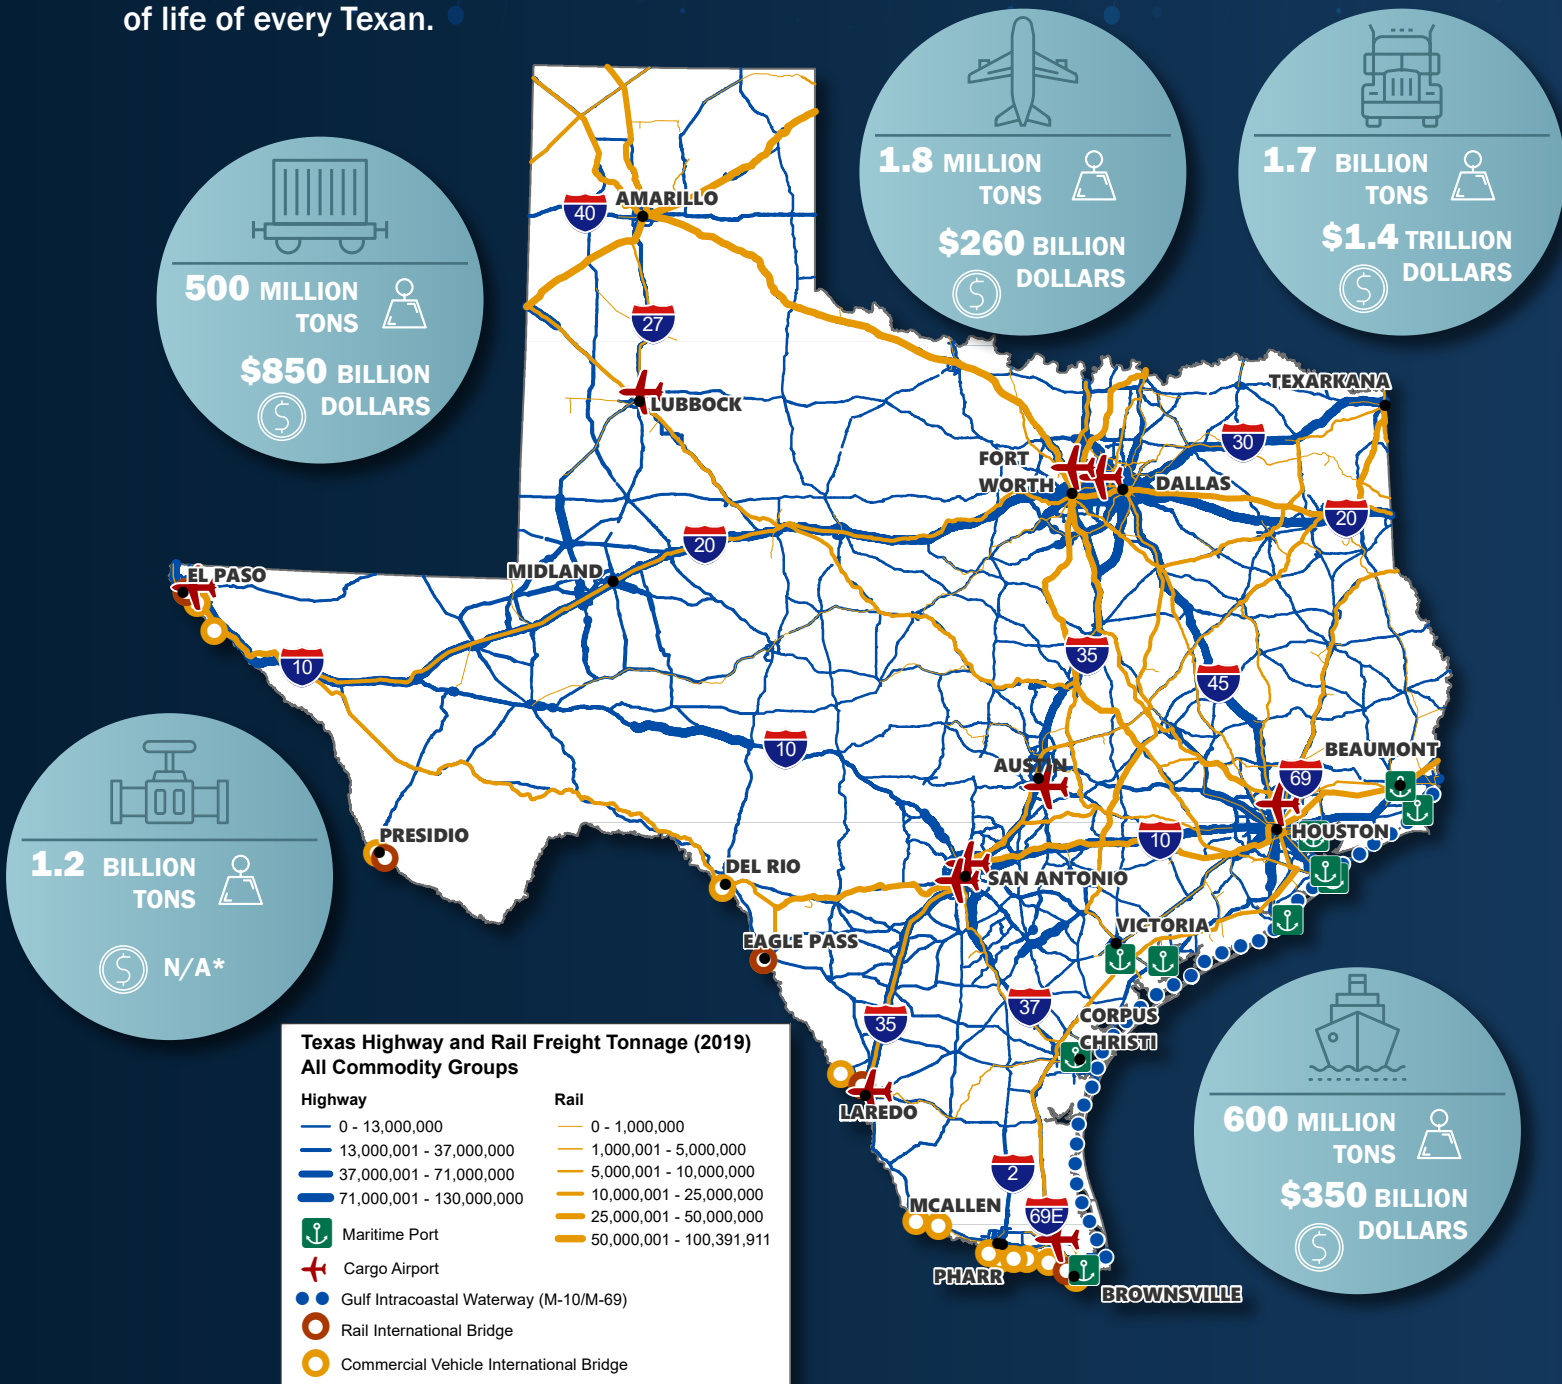 of life of every Texan.
1.8 MILLION
TONS
$260 BILLION
DOLLARS
1.7 BILLION
TONS
$1.4 TRILLION
DOLLARS
500 MILLION
TONS
$850 BILLION
DOLLARS
AMARILLO
40
27
LUBBOCK
TEXARKANA
30
FORT
WORTH
DALLAS
20
20
MIDLAND
EL PASO
10
35
45
10
AUSTIN
BEAUMONT
69
HOUSTON
10
PRESIDIO
DEL RIO
SAN ANTONIO
EAGLE PASS
VICTORIA
35
37
CORPUS
CHRISTI
LAREDO
2
MCALLEN
69E
PHARR
BROWNSVILLE
1.2 BILLION
TONS
N/A*
600 MILLION
TONS
$350 BILLION
DOLLARS
Texas Highway and Rail Freight Tonnage (2019)
All Commodity Groups
Highway
0 - 13,000,000
13,000,001 - 37,000,000
37,000,001 - 71,000,000
71,000,001 - 130,000,000
Rail
0 - 1,000,000
1,000,001 - 5,000,000
5,000,001 - 10,000,000
10,000,001 - 25,000,000
25,000,001 - 50,000,000
50,000,001 - 100,391,911
Maritime Port
Cargo Airport
Gulf Intracoastal Waterway (M-10/M-69)
Rail International Bridge
Commercial Vehicle International Bridge